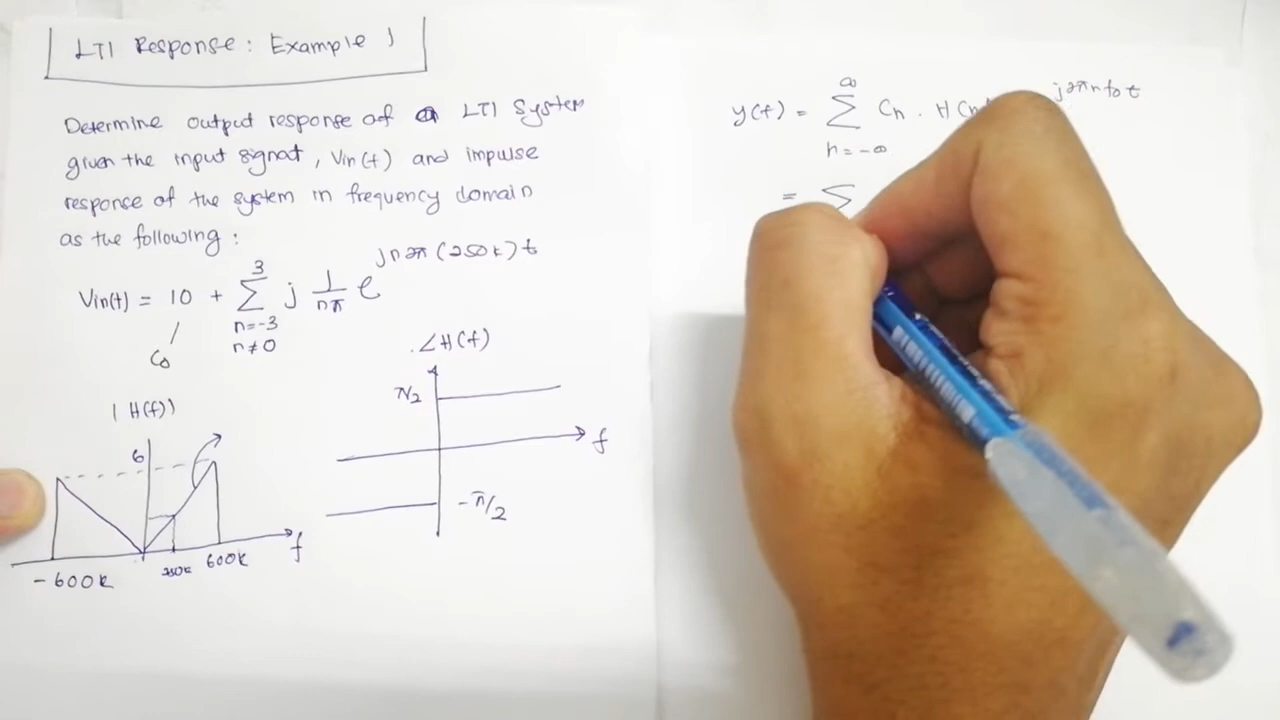 LTI Response: Example 1
Determine output response of a LTI System
given the input signal, Vin(t) and impulse
response of the system in frequency domain
as the following:
Vin(t) = 10 + Σ j 1/nπ e^jn2π(250k)t
3
n=-3
n≠0
C0
|H(f)|
6
-600k
250k
600k
f
∠H(f)
π/2
f
-π/2
y(t) = Σ Cn . H(n j2πnf0t
∞
n=-∞
= Σ